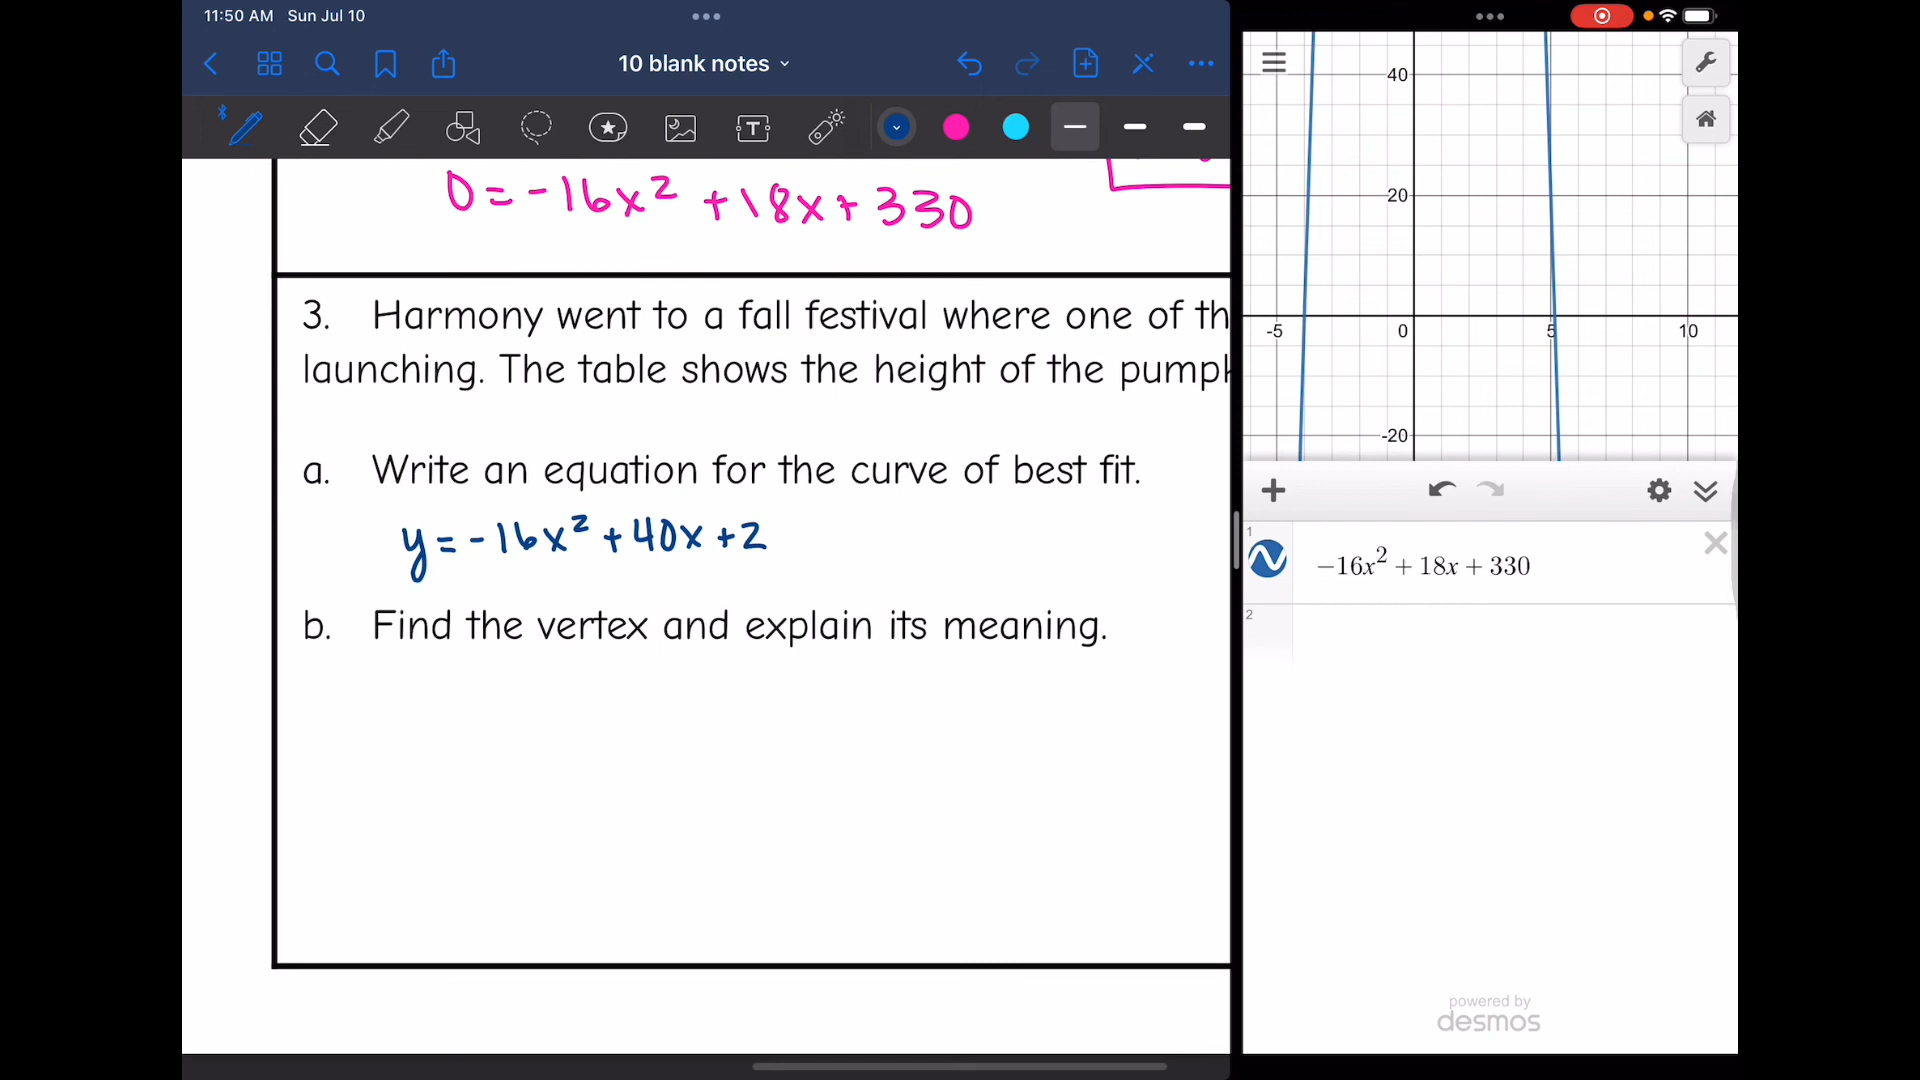 11:50 AM Sun Jul 10
10 blank notes
T
0 = -16x² + 18x + 330
3. Harmony went to a fall festival where one of th
launching. The table shows the height of the pump
a. Write an equation for the curve of best fit.
y = -16x² + 40x + 2
b. Find the vertex and explain its meaning.
40
20
-5 0 5 10
-20
1
−16x² + 18x + 330
2
powered by
desmos